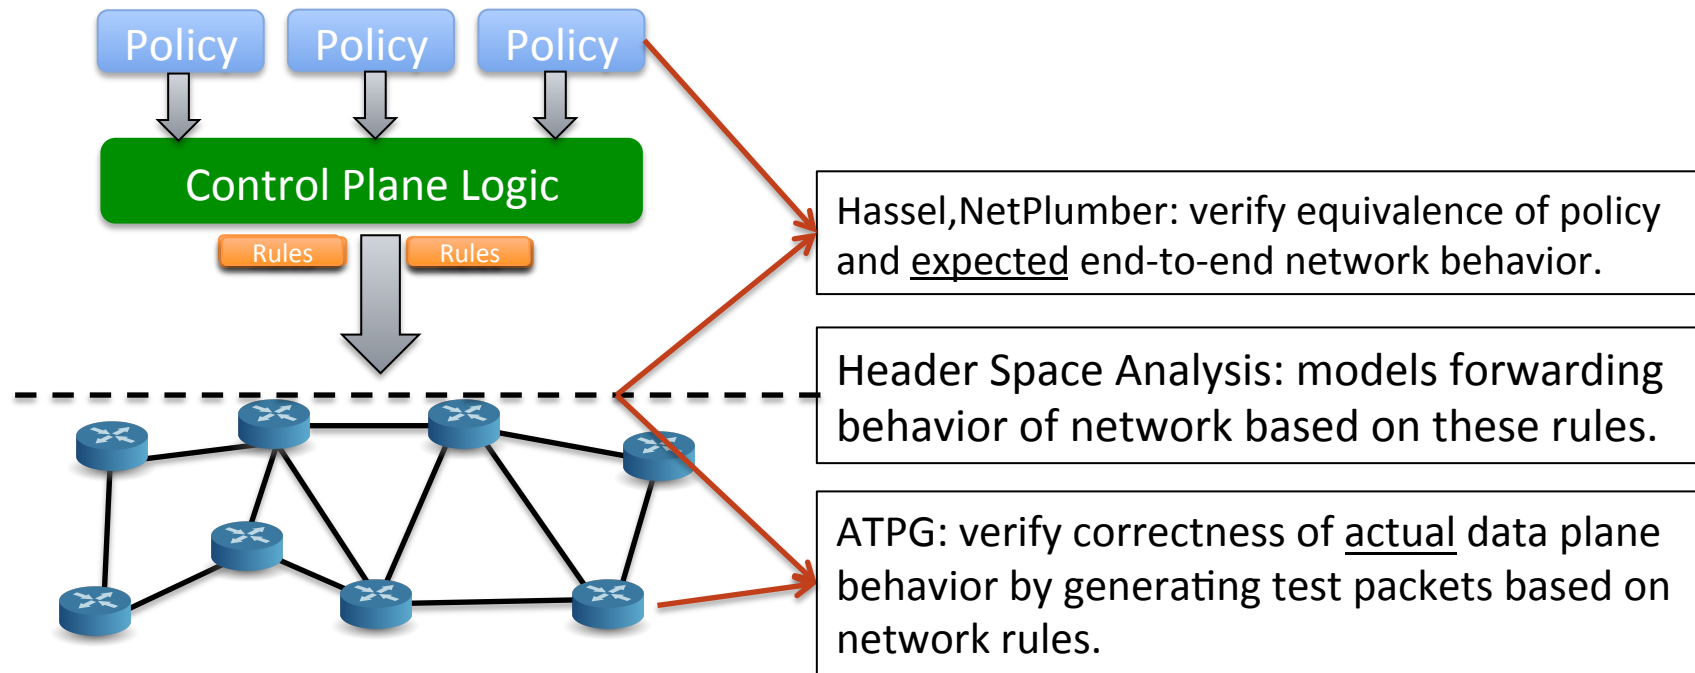 Policy Policy Policy
Control Plane Logic
Rules Rules
Hassel,NetPlumber: verify equivalence of policy
and expected end-to-end network behavior.
Header Space Analysis: models forwarding
behavior of network based on these rules.
ATPG: verify correctness of actual data plane
behavior by generating test packets based on
network rules.